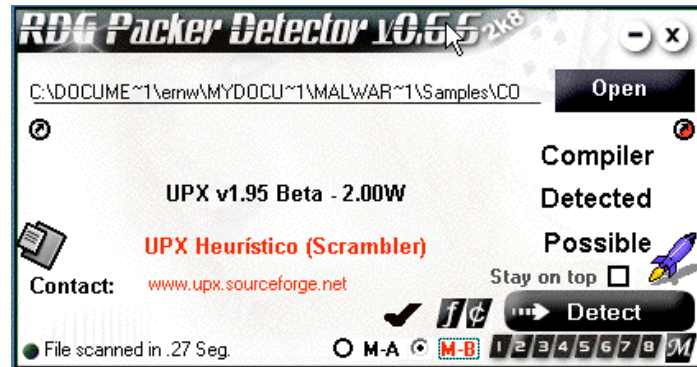 RDG Packer Detector v0.6.6 2k8
C:\DOCUME~1\ernw\MYDOCU~1\MALWAR~1\Samples\CO
Open
Compiler
UPX v1.95 Beta - 2.00W
Detected
UPX Heurístico (Scrambler)
Possible
Stay on top
Contact: www.upx.sourceforge.net
Detect
File scanned in .27 Seg.
M-A M-B 1 2 3 4 5 6 7 8 M